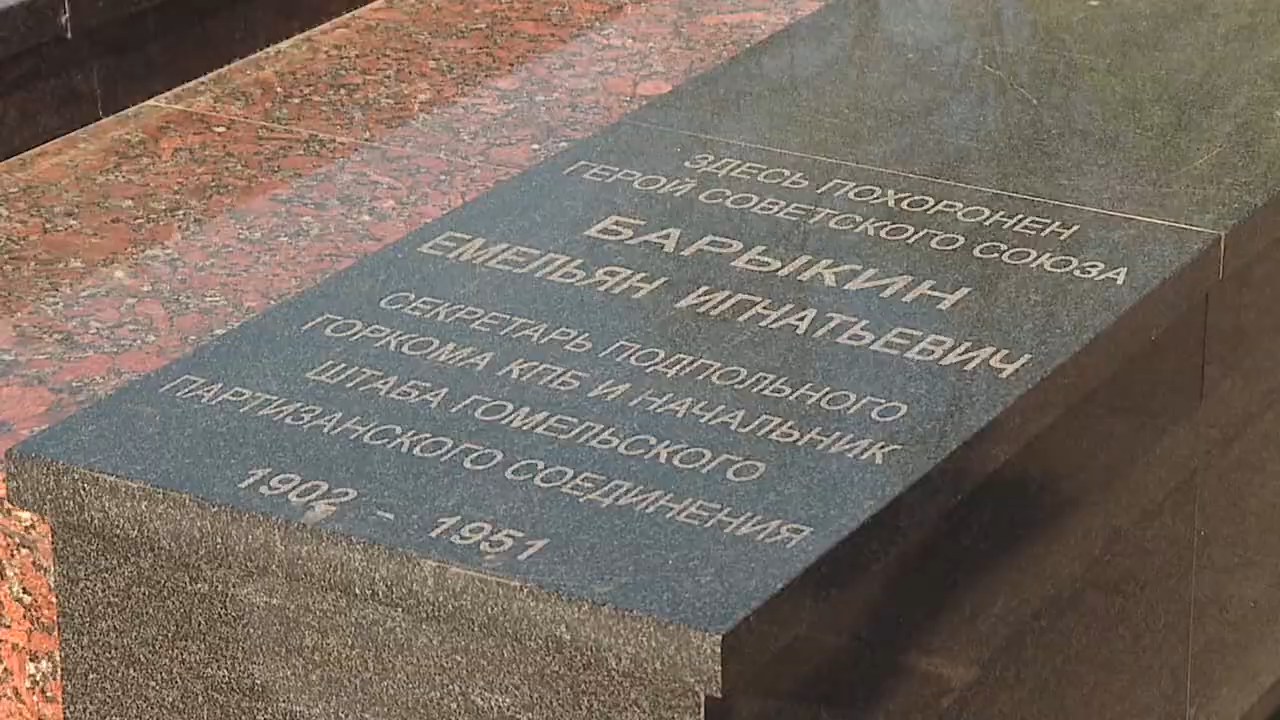 ЗДЕСЬ ПОХОРОНЕН
ГЕРОЙ СОВЕТСКОГО СОЮЗА
БАРЫКИН
ЕМЕЛЬЯН ИГНАТЬЕВИЧ
СЕКРЕТАРЬ ПОДПОЛЬНОГО
ГОРКОМА КПБ И НАЧАЛЬНИК
ШТАБА ГОМЕЛЬСКОГО
ПАРТИЗАНСКОГО СОЕДИНЕНИЯ
1902 - 1951